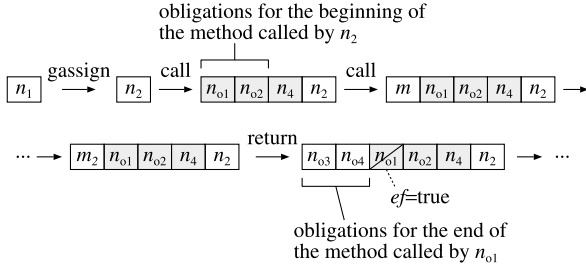 obligations for the beginning of
the method called by n2
gassign call call
n1 n2 no1 no2 n4 n2 m no1 no2 n4 n2
return
... m2 no1 no2 n4 n2 no3 no4 no1 no2 n4 n2 ...
ef=true
obligations for the end of
the method called by no1